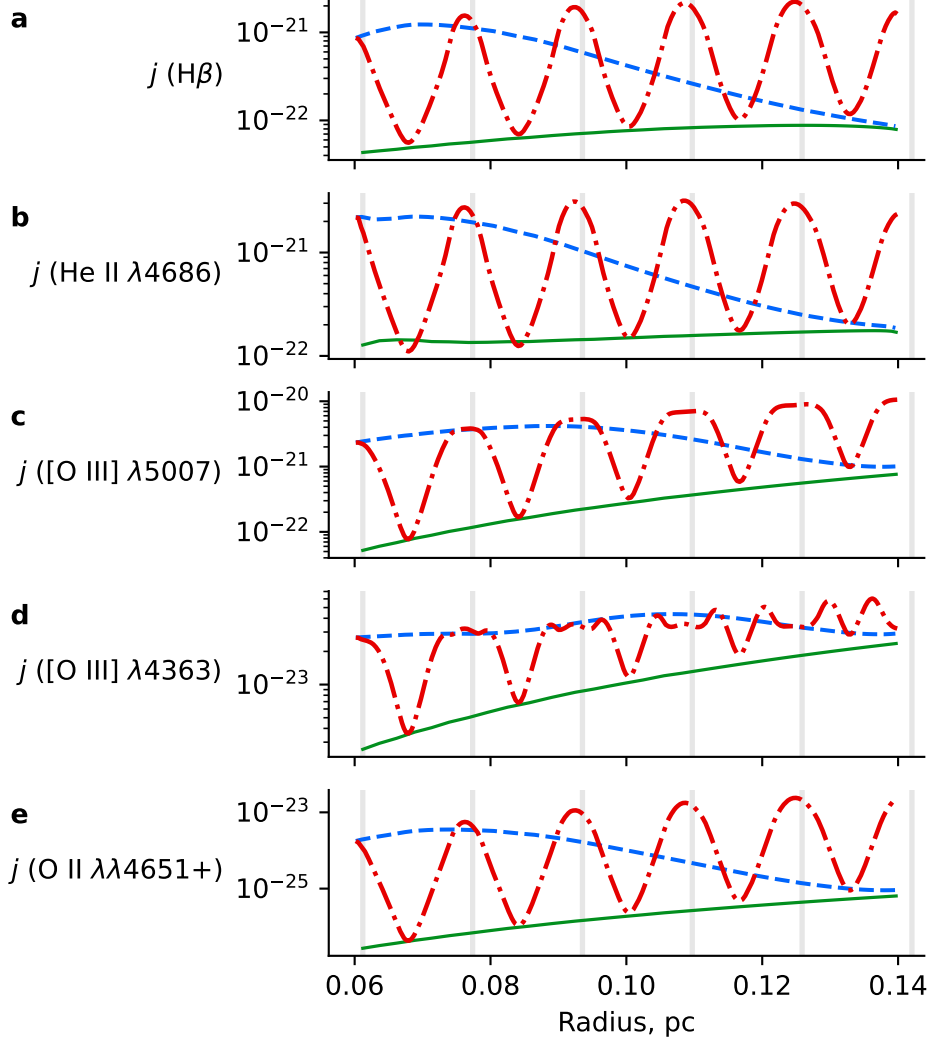 a
10⁻²¹
j (Hβ)
10⁻²²
b
10⁻²¹
j (He II λ4686)
10⁻²²
10⁻²⁰
c
j ([O III] λ5007)
10⁻²¹
10⁻²²
d
j ([O III] λ4363)
10⁻²³
e
10⁻²³
j (O II λλ4651+)
10⁻²⁵
0.06 0.08 0.10 0.12 0.14
Radius, pc